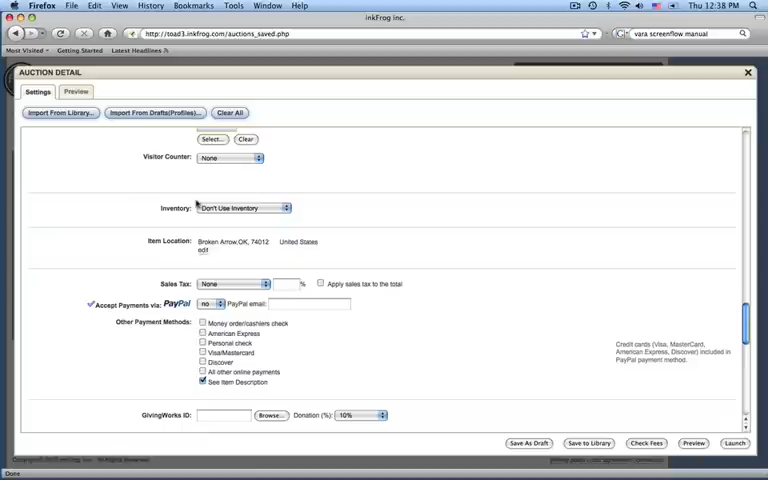 Firefox File Edit View History Bookmarks Tools Window Help Thu 12:38 PM
inkFrog inc.
http://toad3.inkfrog.com/auctions_saved.php vara screenflow manual
Most Visited Getting Started Latest Headlines
AUCTION DETAIL
Settings Preview
Import From Library... Import From Drafts(Profiles)... Clear All
Select... Clear
Visitor Counter: None
Inventory: Don't Use Inventory
Item Location: Broken Arrow,OK, 74012 United States
edit
Sales Tax: None % Apply sales tax to the total
Accept Payments via: PayPal no PayPal email:
Other Payment Methods: Money order/cashiers check
American Express
Personal check
Visa/Mastercard
Discover
All other online payments
See Item Description
Credit cards (Visa, MasterCard,
American Express, Discover) included in
PayPal payment method.
GivingWorks ID: Browse... Donation (%): 10%
Save As Draft Save to Library Check Fees Preview Launch
Done